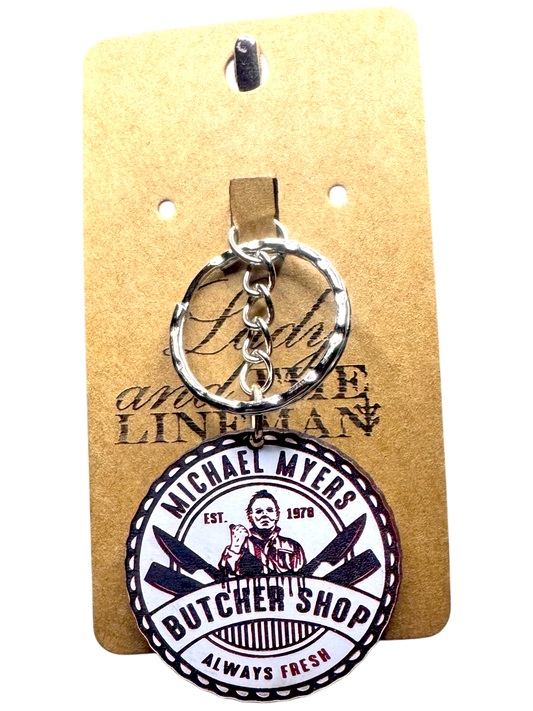 Lady
and THE
LINEMAN
MICHAEL MYERS
EST. 1978
BUTCHER SHOP
ALWAYS FRESH